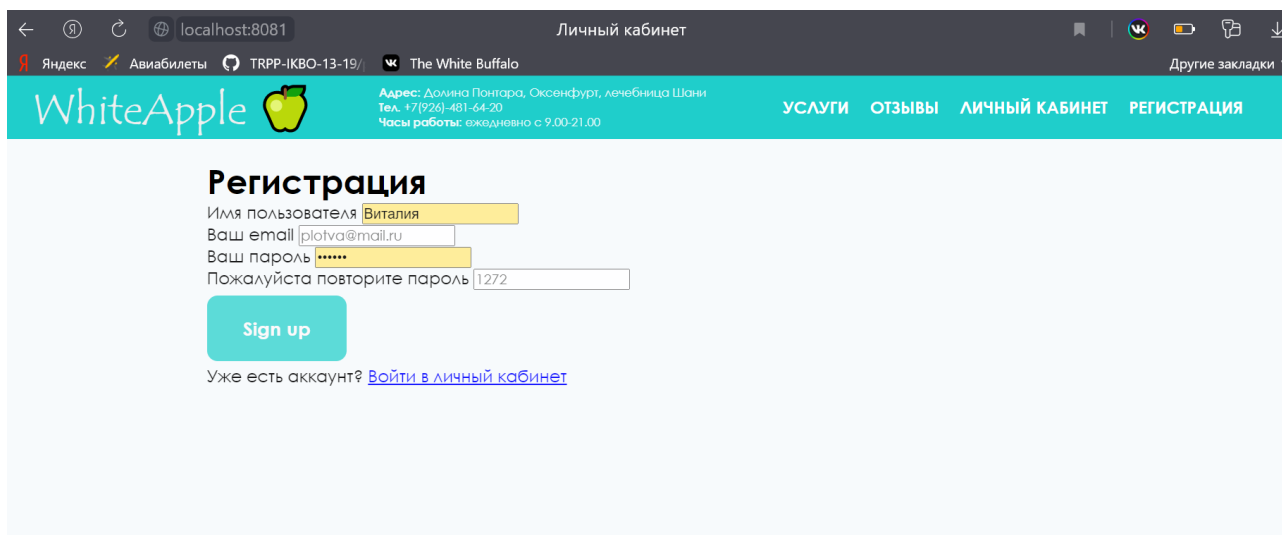 localhost:8081 Личный кабинет
Я Яндекс Авиабилеты TRPP-IKBO-13-19/ The White Buffalo Другие закладки
WhiteApple
Адрес: Долина Понтара, Оксенфурт, лечебница Шани
Тел. +7(926)-481-64-20
Часы работы: ежедневно с 9.00-21.00
УСЛУГИ ОТЗЫВЫ ЛИЧНЫЙ КАБИНЕТ РЕГИСТРАЦИЯ
Регистрация
Имя пользователя Виталия
Ваш email plotva@mail.ru
Ваш пароль ••••••
Пожалуйста повторите пароль 1272
Sign up
Уже есть аккаунт? Войти в личный кабинет